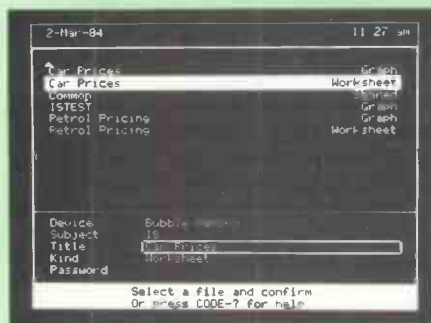 2-Mar-84 11 27 am
Car Prices Graph
Car Prices Worksheet
Common
ISTEST Graph
Petrol Pricing Graph
Petrol Pricing Worksheet
Device Bubble
Subject
Title Car Prices
Kind Worksheet
Password
Select a file and confirm
Or press CODE-? for help